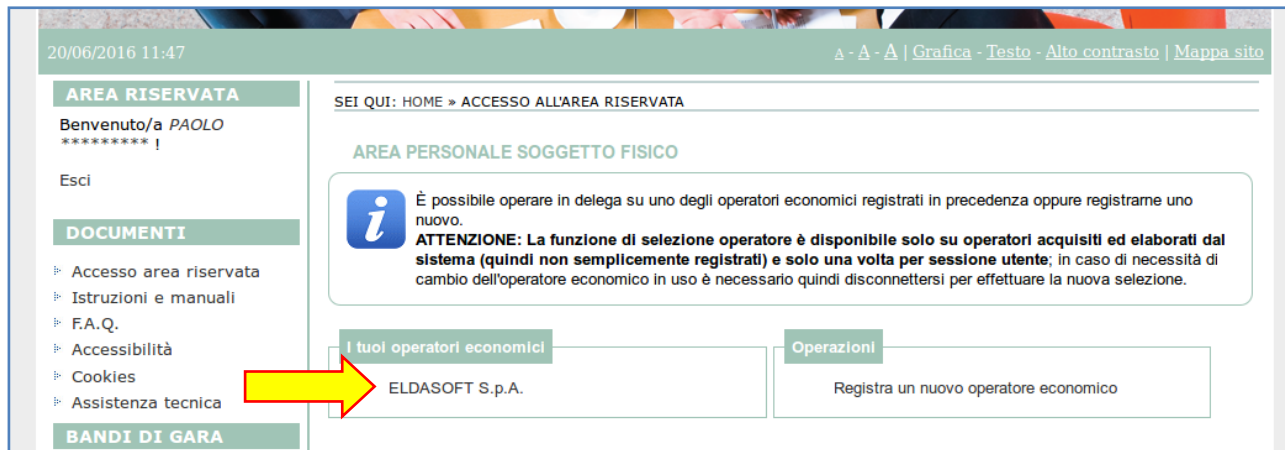 20/06/2016 11:47
A - A - A | Grafica - Testo - Alto contrasto | Mappa sito
AREA RISERVATA
Benvenuto/a PAOLO
********* !
Esci
DOCUMENTI
Accesso area riservata
Istruzioni e manuali
F.A.Q.
Accessibilità
Cookies
Assistenza tecnica
BANDI DI GARA
SEI QUI: HOME » ACCESSO ALL'AREA RISERVATA
AREA PERSONALE SOGGETTO FISICO
È possibile operare in delega su uno degli operatori economici registrati in precedenza oppure registrarne uno
nuovo.
ATTENZIONE: La funzione di selezione operatore è disponibile solo su operatori acquisiti ed elaborati dal
sistema (quindi non semplicemente registrati) e solo una volta per sessione utente; in caso di necessità di
cambio dell'operatore economico in uso è necessario quindi disconnettersi per effettuare la nuova selezione.
I tuoi operatori economici
ELDASOFT S.p.A.
Operazioni
Registra un nuovo operatore economico